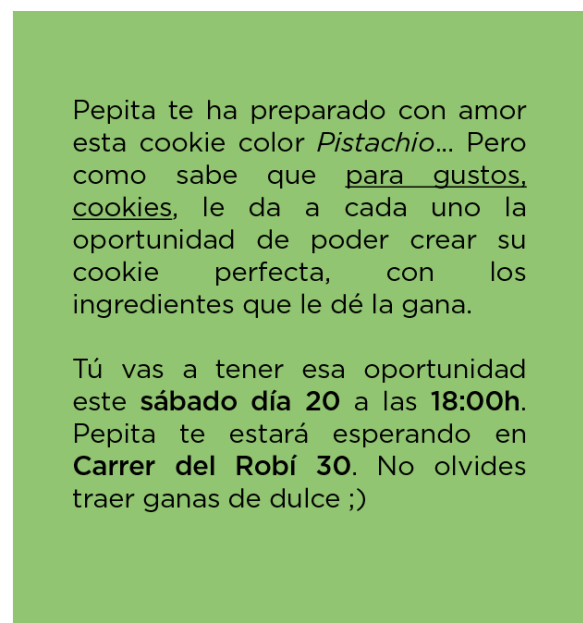 Pepita te ha preparado con amor
esta cookie color Pistachio... Pero
como sabe que para gustos,
cookies, le da a cada uno la
oportunidad de poder crear su
cookie perfecta, con los
ingredientes que le dé la gana.
Tú vas a tener esa oportunidad
este sábado día 20 a las 18:00h.
Pepita te estará esperando en
Carrer del Robí 30. No olvides
traer ganas de dulce ;)